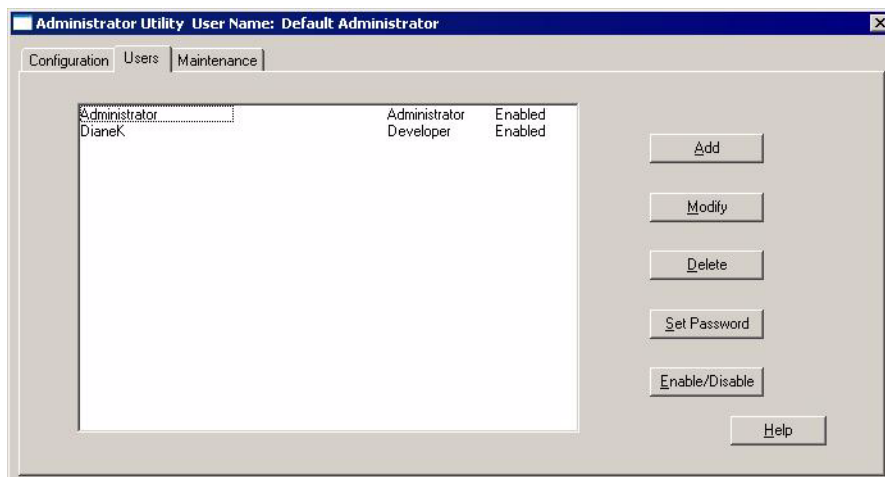 Administrator Utility User Name: Default Administrator
Configuration Users Maintenance
Administrator Administrator Enabled
DianeK Developer Enabled
Add
Modify
Delete
Set Password
Enable/Disable
Help